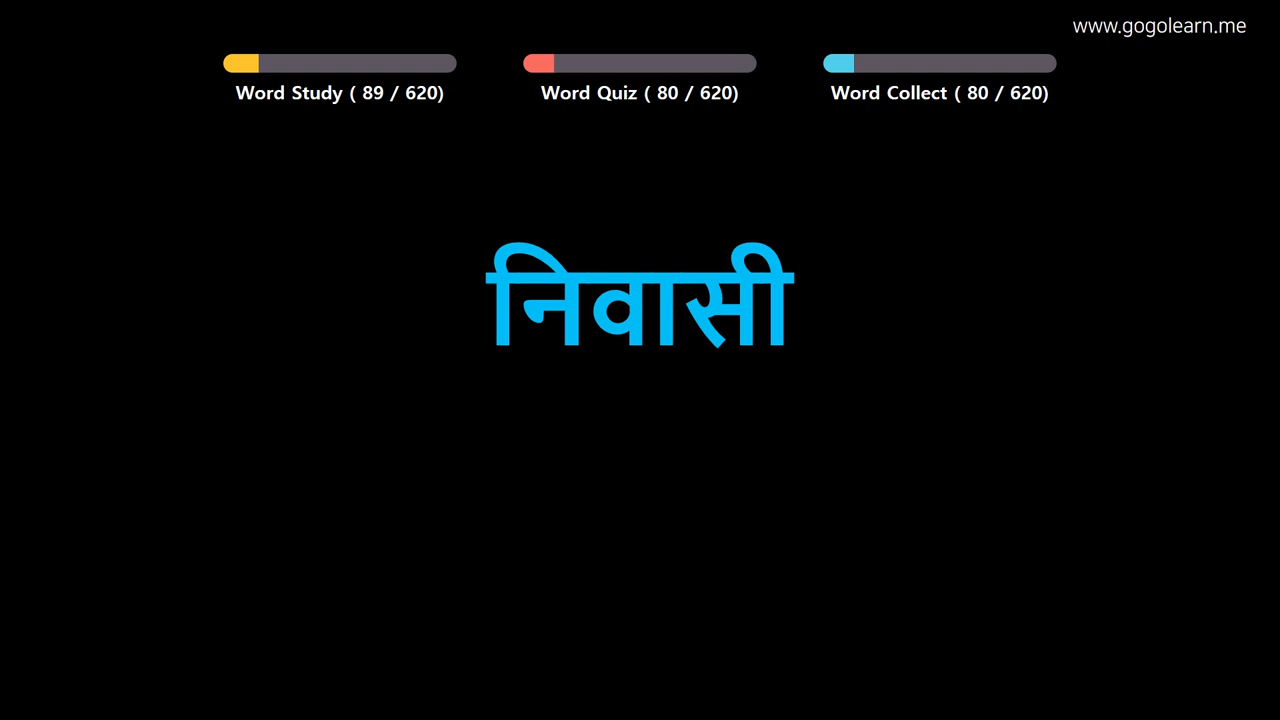 www.gogolearn.me
Word Study ( 89 / 620)
Word Quiz ( 80 / 620)
Word Collect ( 80 / 620)
निवासी